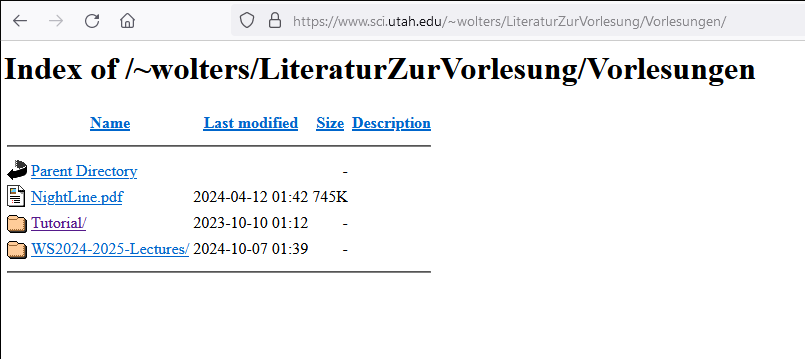 https://www.sci.utah.edu/~wolters/LiteraturZurVorlesung/Vorlesungen/
Index of /~wolters/LiteraturZurVorlesung/Vorlesungen
Name Last modified Size Description
Parent Directory -
NightLine.pdf 2024-04-12 01:42 745K
Tutorial/ 2023-10-10 01:12 -
WS2024-2025-Lectures/ 2024-10-07 01:39 -